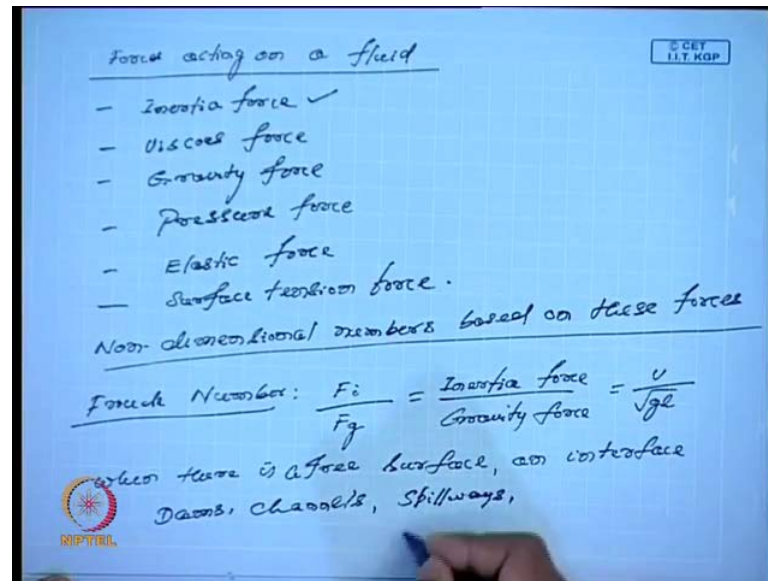 Forces acting on a fluid
© CET
I.I.T. KGP
- Inertia force ✓
- Viscous force
- Gravity force
- Pressure force
- Elastic force
- Surface tension force.
Non-dimensional numbers based on these forces
Froude Number: Fi/Fg = Inertia force/Gravity force = U/√gl
when there is a free surface, an interface
Dams, channels, Spillways,
NPTEL